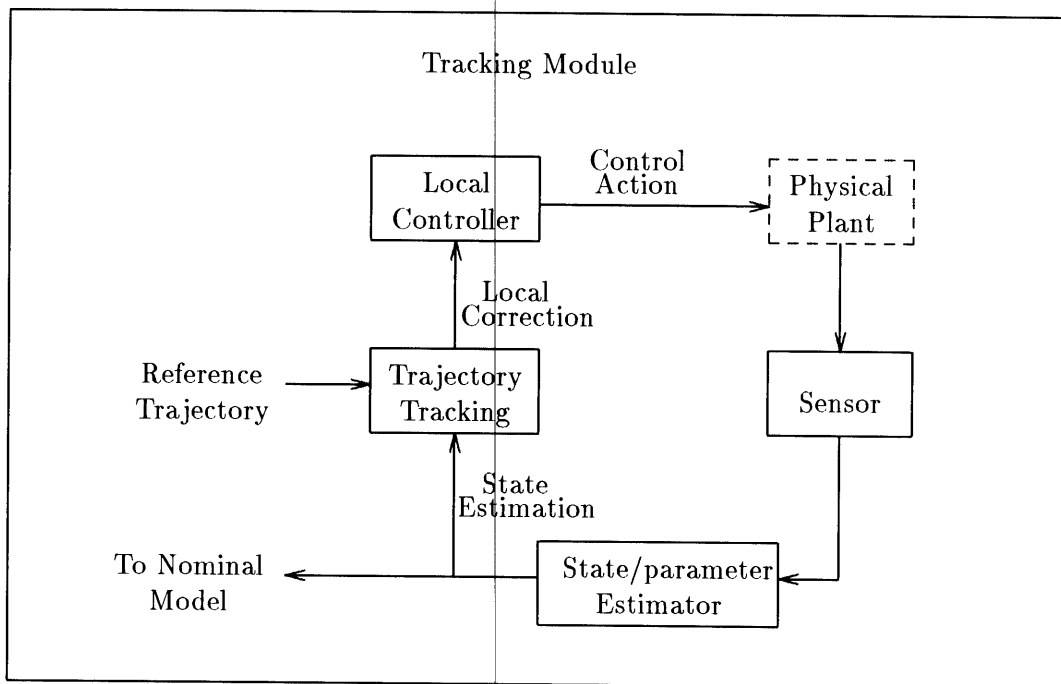 Tracking Module
Local
Controller
Control
Action
Physical
Plant
Local
Correction
Reference
Trajectory
Trajectory
Tracking
Sensor
State
Estimation
To Nominal
Model
State/parameter
Estimator